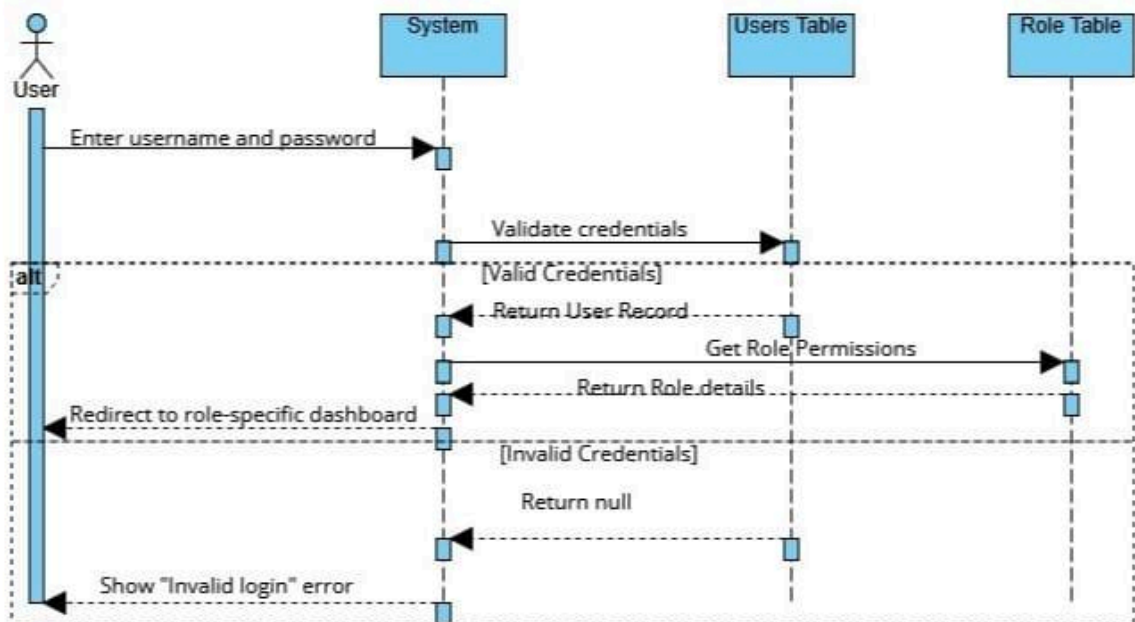 System
Users Table
Role Table
User
Enter username and password
Validate credentials
alt
[Valid Credentials]
Return User Record
Get Role Permissions
Return Role details
Redirect to role-specific dashboard
[Invalid Credentials]
Return null
Show "Invalid login" error